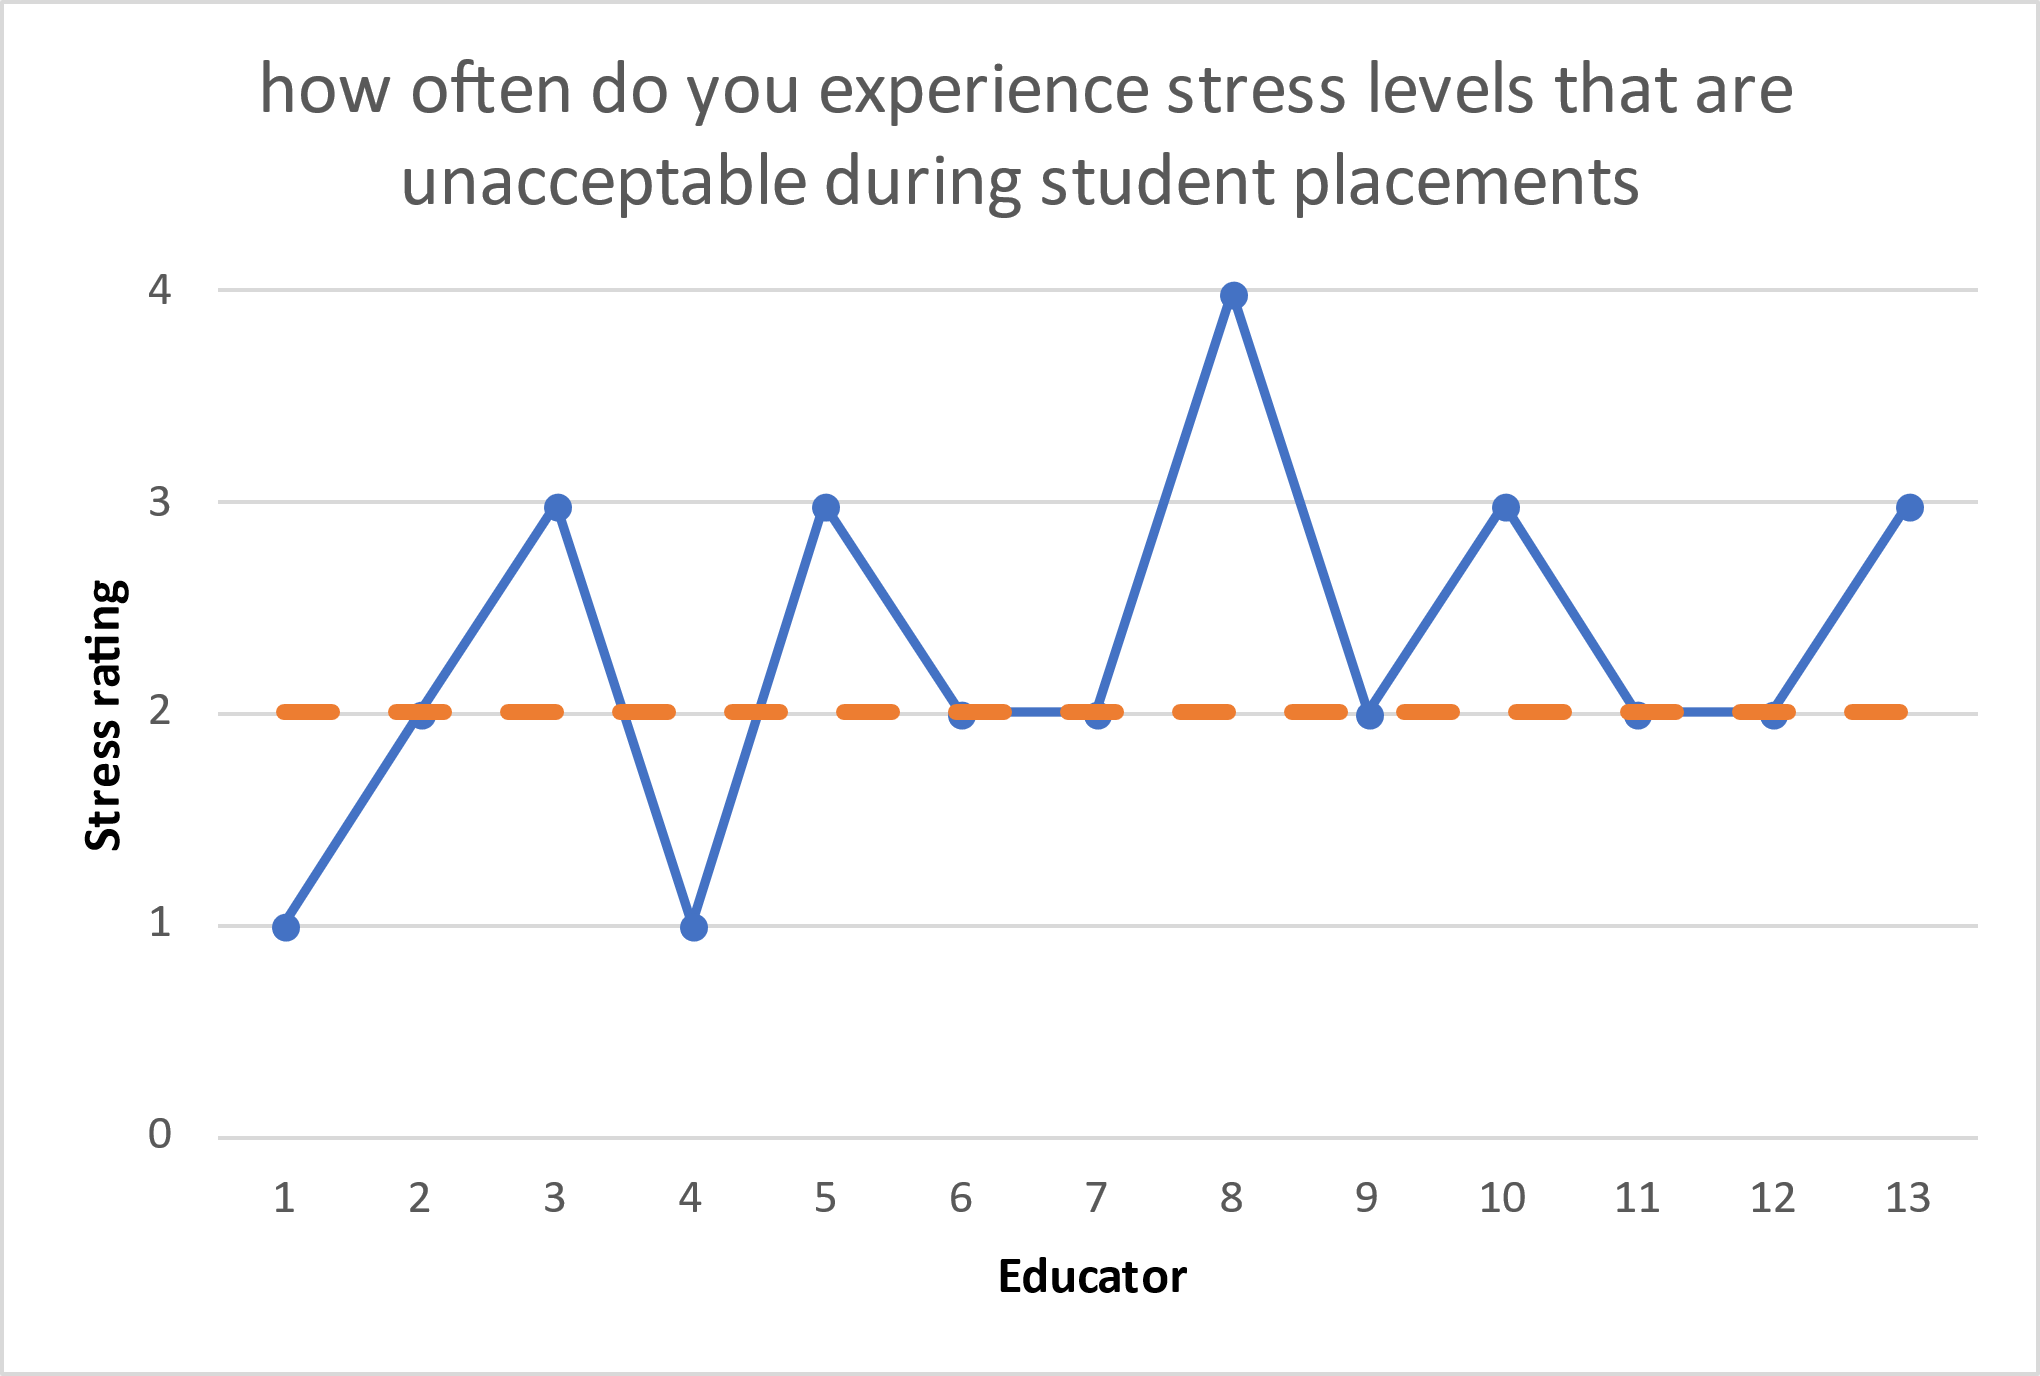 how often do you experience stress levels that are
unacceptable during student placements
4
3
2
1
0
Stress rating
1 2 3 4 5 6 7 8 9 10 11 12 13
Educator